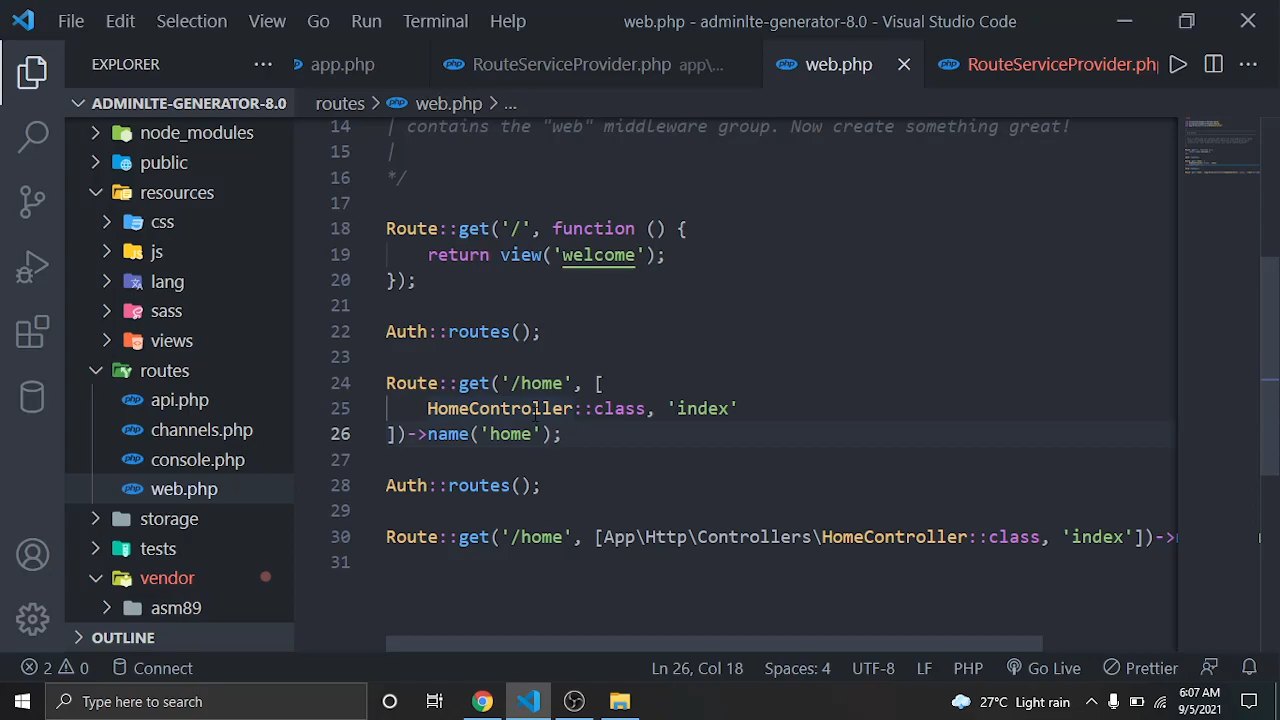 File Edit Selection View Go Run Terminal Help
web.php - adminlte-generator-8.0 - Visual Studio Code
EXPLORER
app.php
RouteServiceProvider.php app\...
web.php
RouteServiceProvider.ph
ADMINLTE-GENERATOR-8.0
routes > web.php > ...
node_modules
public
resources
css
js
lang
sass
views
routes
api.php
channels.php
console.php
web.php
storage
tests
vendor
asm89
OUTLINE
14 | contains the "web" middleware group. Now create something great!
15 |
16 */
17
18 Route::get('/', function () {
19 return view('welcome');
20 });
21
22 Auth::routes();
23
24 Route::get('/home', [
25 HomeController::class, 'index'
26 ])->name('home');
27
28 Auth::routes();
29
30 Route::get('/home', [App\Http\Controllers\HomeController::class, 'index'])->
31
2 0 Connect
Ln 26, Col 18 Spaces: 4 UTF-8 LF PHP Go Live Prettier
Type here to search
27°C Light rain
6:07 AM
9/5/2021